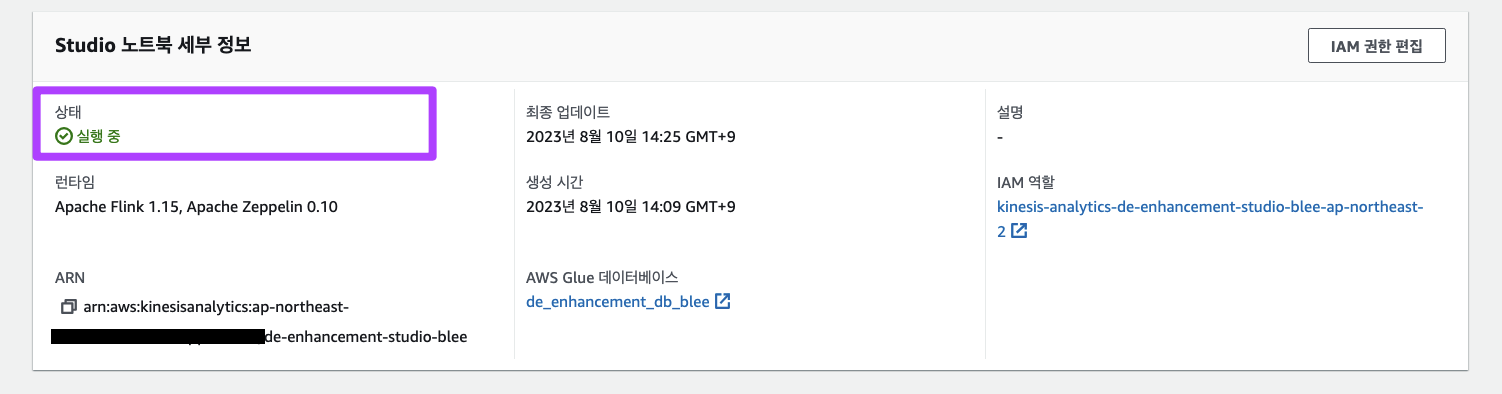 Studio 노트북 세부 정보
IAM 권한 편집
상태
실행 중
최종 업데이트
2023년 8월 10일 14:25 GMT+9
설명
-
런타임
Apache Flink 1.15, Apache Zeppelin 0.10
생성 시간
2023년 8월 10일 14:09 GMT+9
IAM 역할
kinesis-analytics-de-enhancement-studio-blee-ap-northeast-
2
ARN
arn:aws:kinesisanalytics:ap-northeast-
de-enhancement-studio-blee
AWS Glue 데이터베이스
de_enhancement_db_blee